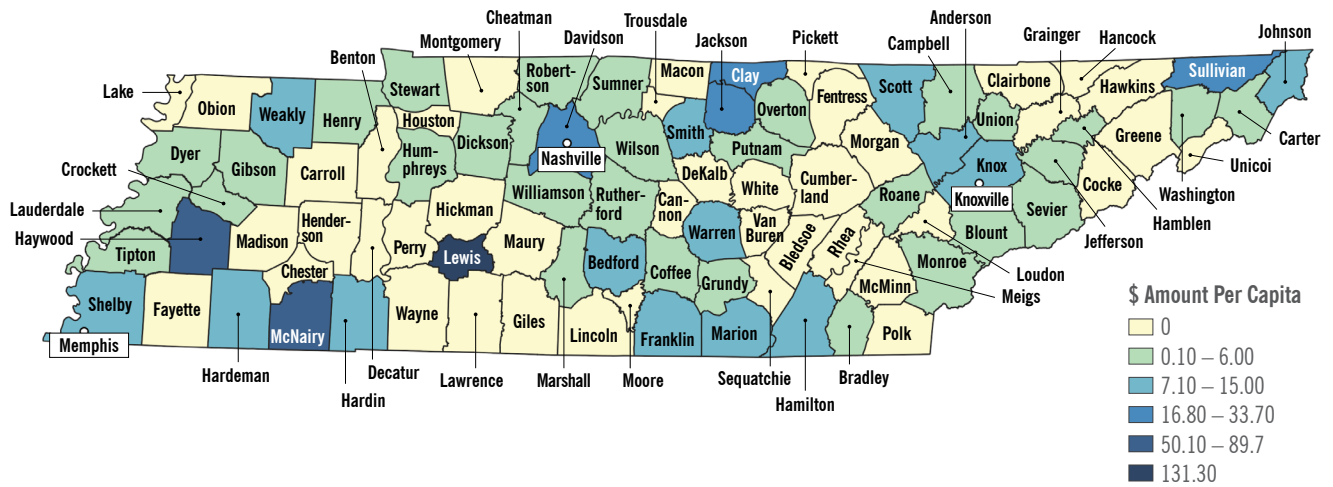 Cheatman
Trousdale
Davidson
Anderson
Grainger
Johnson
Montgomery
Jackson
Pickett
Campbell
Hancock
Benton
Lake
Obion
Weakly
Henry
Stewart
Houston
Robert-
son
Sumner
Macon
Clay
Overton
Fentress
Scott
Clairbone
Union
Hawkins
Sullivian
Dyer
Gibson
Carroll
Hum-
phreys
Dickson
Nashville
Wilson
Smith
Putnam
Morgan
Knox
Knoxville
Greene
Carter
Unicoi
Washington
Hamblen
Jefferson
Crockett
Lauderdale
Haywood
Tipton
Madison
Hender-
son
Chester
Perry
Hickman
Lewis
Williamson
Ruther-
ford
Can-
non
DeKalb
White
Cumber-
land
Roane
Blount
Sevier
Cocke
Maury
Bedford
Coffee
Warren
Van
Buren
Bledsoe
Rhea
McMinn
Monroe
Loudon
Meigs
Shelby
Memphis
Fayette
McNairy
Wayne
Giles
Lincoln
Franklin
Grundy
Marion
Polk
Hardeman
Hardin
Decatur
Lawrence
Marshall
Moore
Sequatchie
Hamilton
Bradley
$ Amount Per Capita
0
0.10 – 6.00
7.10 – 15.00
16.80 – 33.70
50.10 – 89.7
131.30